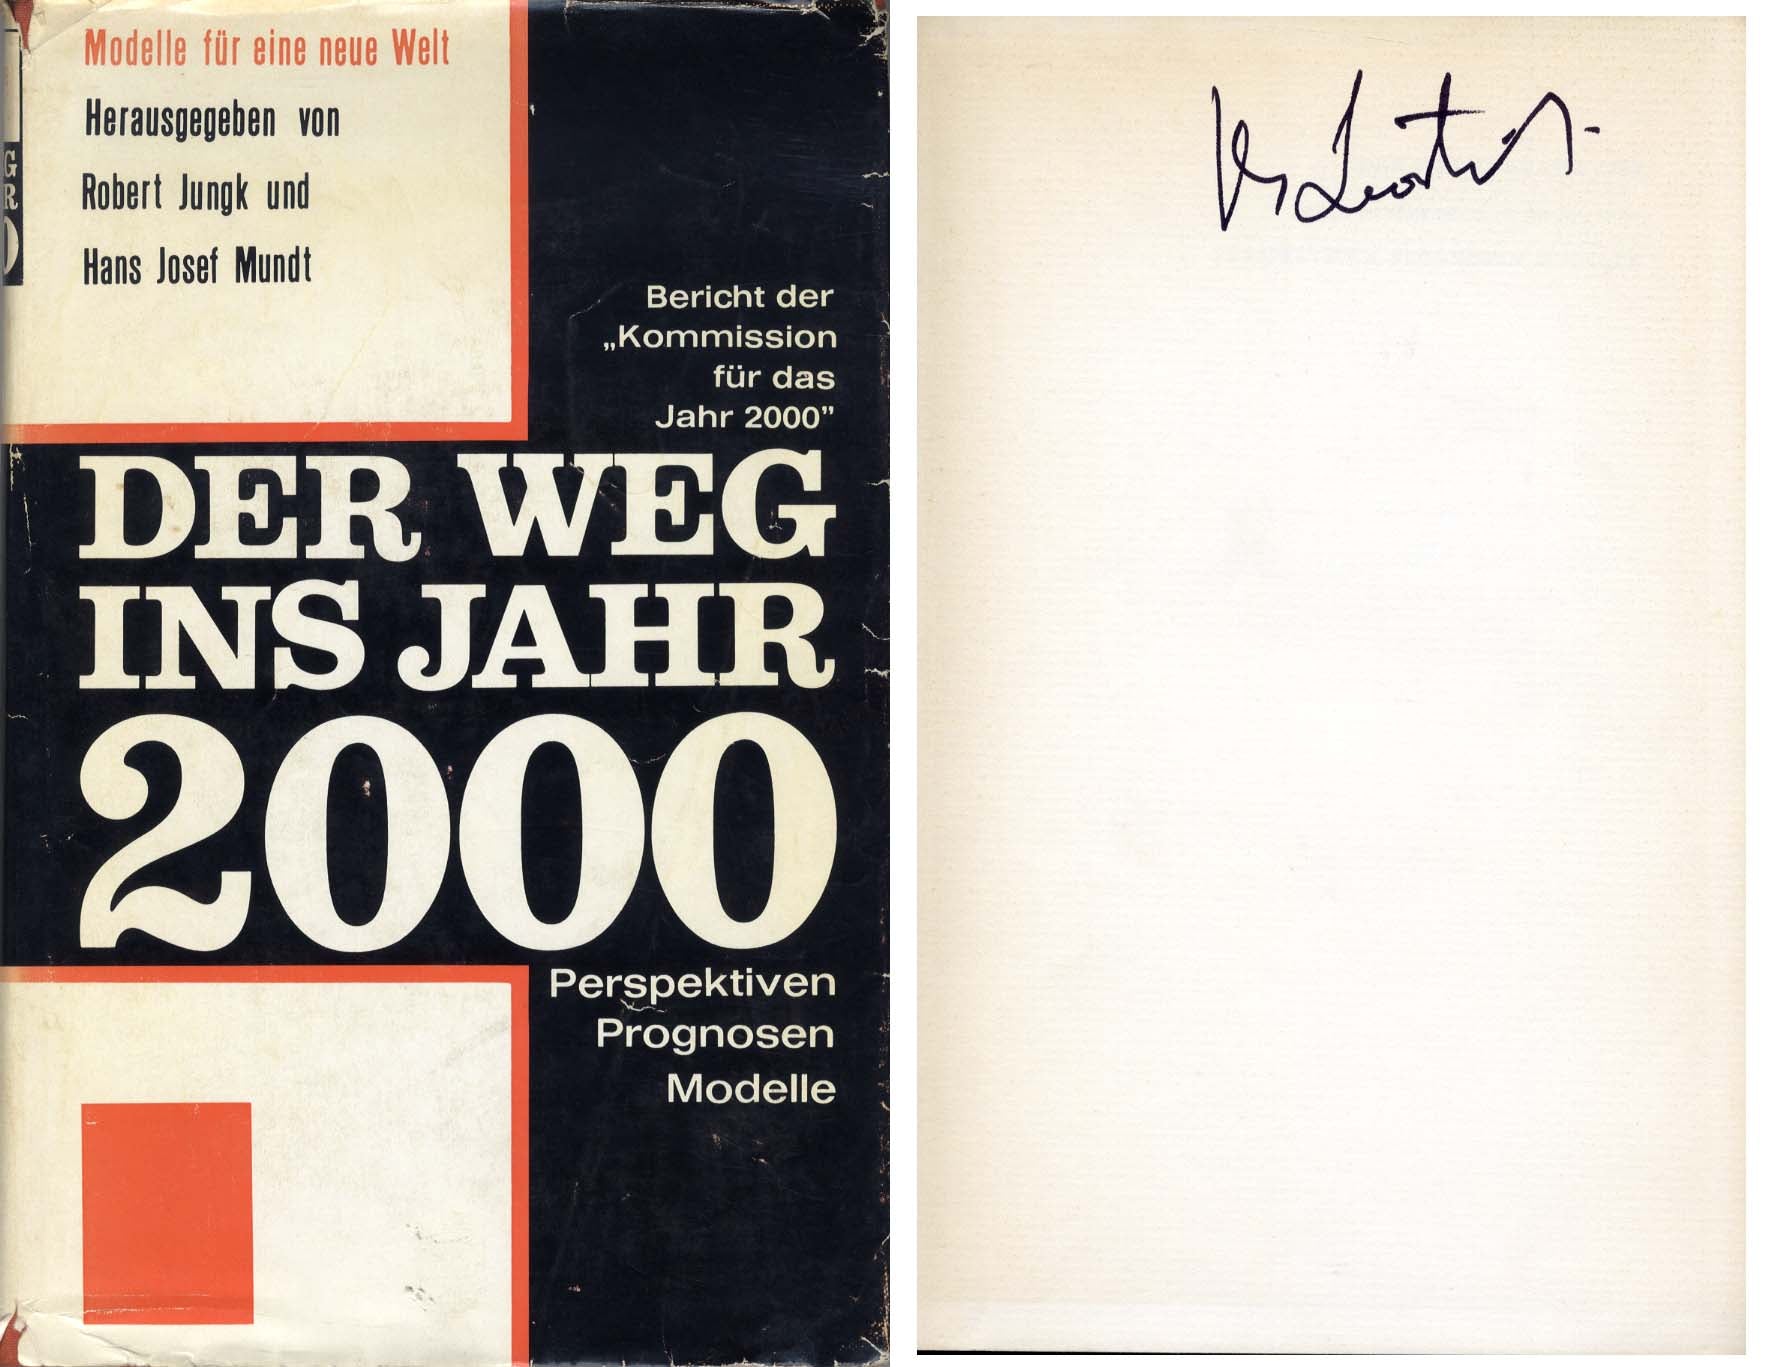 Modelle für eine neue Welt
Herausgegeben von
Robert Jungk und
Hans Josef Mundt
Bericht der
„Kommission
für das
Jahr 2000”
DER WEG
INS JAHR
2000
Perspektiven
Prognosen
Modelle
G
R
0